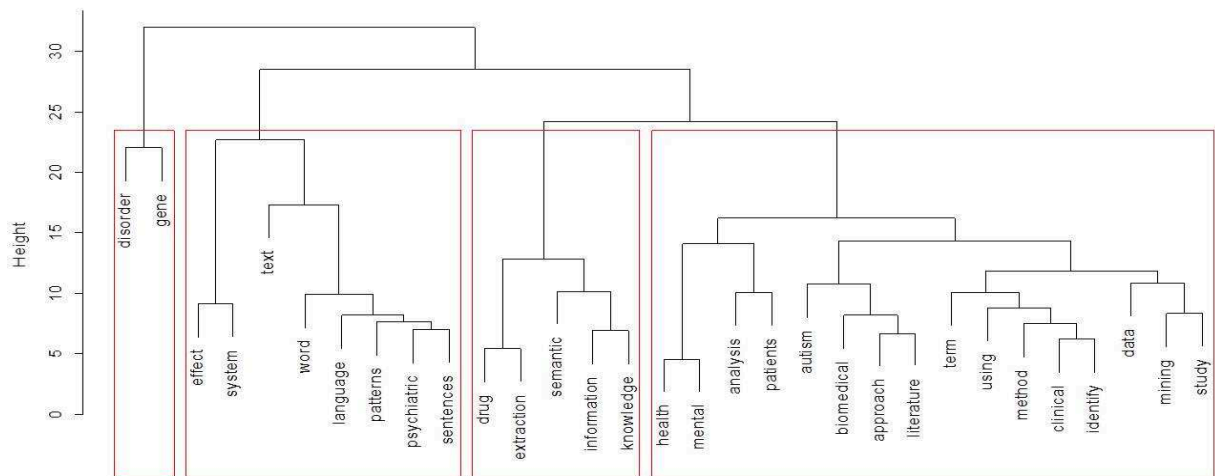 Height
30
25
20
15
10
5
0
disorder
gene
effect
system
text
word
language
patterns
psychiatric
sentences
drug
extraction
semantic
information
knowledge
health
mental
analysis
patients
autism
biomedical
approach
literature
term
using
method
clinical
identify
data
mining
study